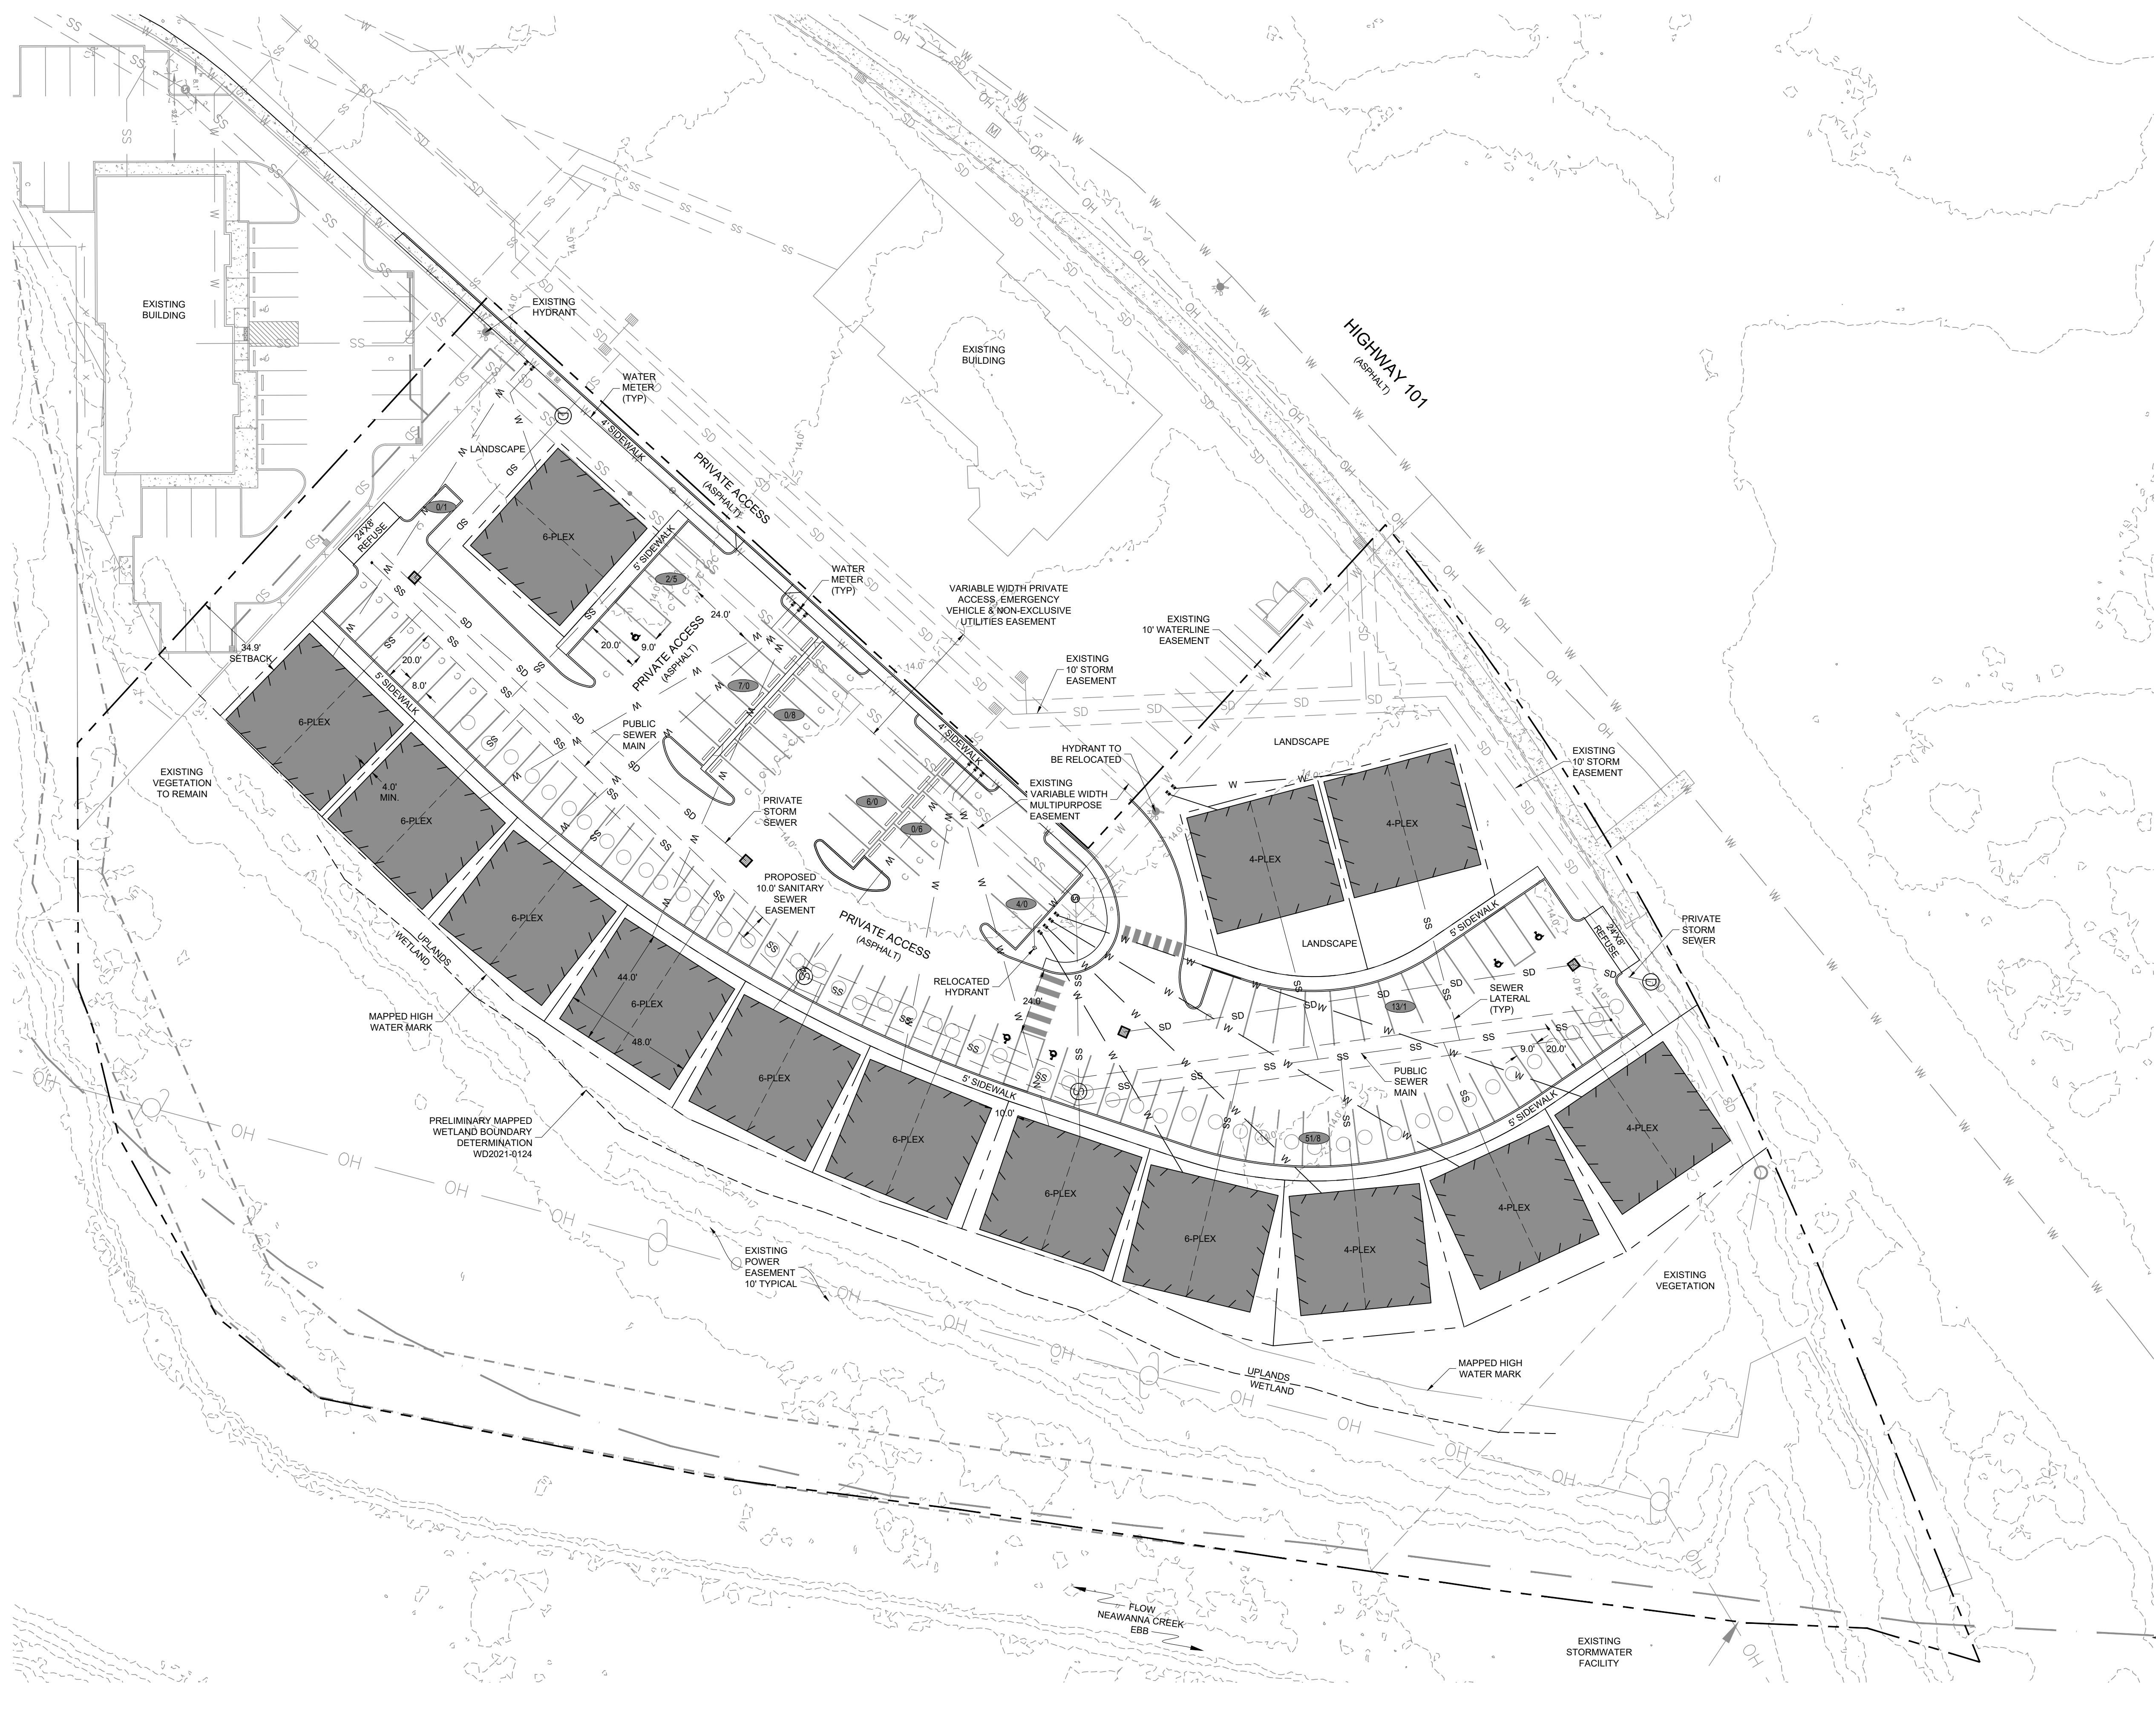 EXISTING
BUILDING
EXISTING
HYDRANT
WATER
METER
(TYP)
4' SIDEWALK
LANDSCAPE
PRIVATE ACCESS
(ASPHALT)
EXISTING
BUILDING
HIGHWAY 101
(ASPHALT)
24'X8'
REFUSE
0/1
6-PLEX
5' SIDEWALK
2/5
24.0'
20.0'
9.0'
PRIVATE ACCESS
(ASPHALT)
WATER
METER
(TYP)
VARIABLE WIDTH PRIVATE
ACCESS, EMERGENCY
VEHICLE & NON-EXCLUSIVE
UTILITIES EASEMENT
EXISTING
10' WATERLINE
EASEMENT
EXISTING
10' STORM
EASEMENT
34.9'
SETBACK
20.0'
8.0'
5' SIDEWALK
7/0
0/8
PUBLIC
SEWER
MAIN
4' SIDEWALK
HYDRANT TO
BE RELOCATED
LANDSCAPE
EXISTING
10' STORM
EASEMENT
EXISTING
VEGETATION
TO REMAIN
6-PLEX
4.0'
MIN.
6-PLEX
PRIVATE
STORM
SEWER
6/0
0/6
EXISTING
VARIABLE WIDTH
MULTIPURPOSE
EASEMENT
4-PLEX
4-PLEX
PROPOSED
10.0' SANITARY
SEWER
EASEMENT
PRIVATE ACCESS
(ASPHALT)
4/0
LANDSCAPE
5' SIDEWALK
24'X8'
REFUSE
PRIVATE
STORM
SEWER
UPLANDS
WETLAND
6-PLEX
44.0'
48.0'
6-PLEX
MAPPED HIGH
WATER MARK
RELOCATED
HYDRANT
24.0'
13/1
SEWER
LATERAL
(TYP)
9.0'
20.0'
PUBLIC
SEWER
MAIN
5' SIDEWALK
10.0'
5' SIDEWALK
51/8
PRELIMINARY MAPPED
WETLAND BOUNDARY
DETERMINATION
WD2021-0124
6-PLEX
6-PLEX
6-PLEX
6-PLEX
4-PLEX
4-PLEX
4-PLEX
EXISTING
POWER
EASEMENT
10' TYPICAL
EXISTING
VEGETATION
UPLANDS
WETLAND
MAPPED HIGH
WATER MARK
FLOW
NEAWANNA CREEK
EBB
EXISTING
STORMWATER
FACILITY